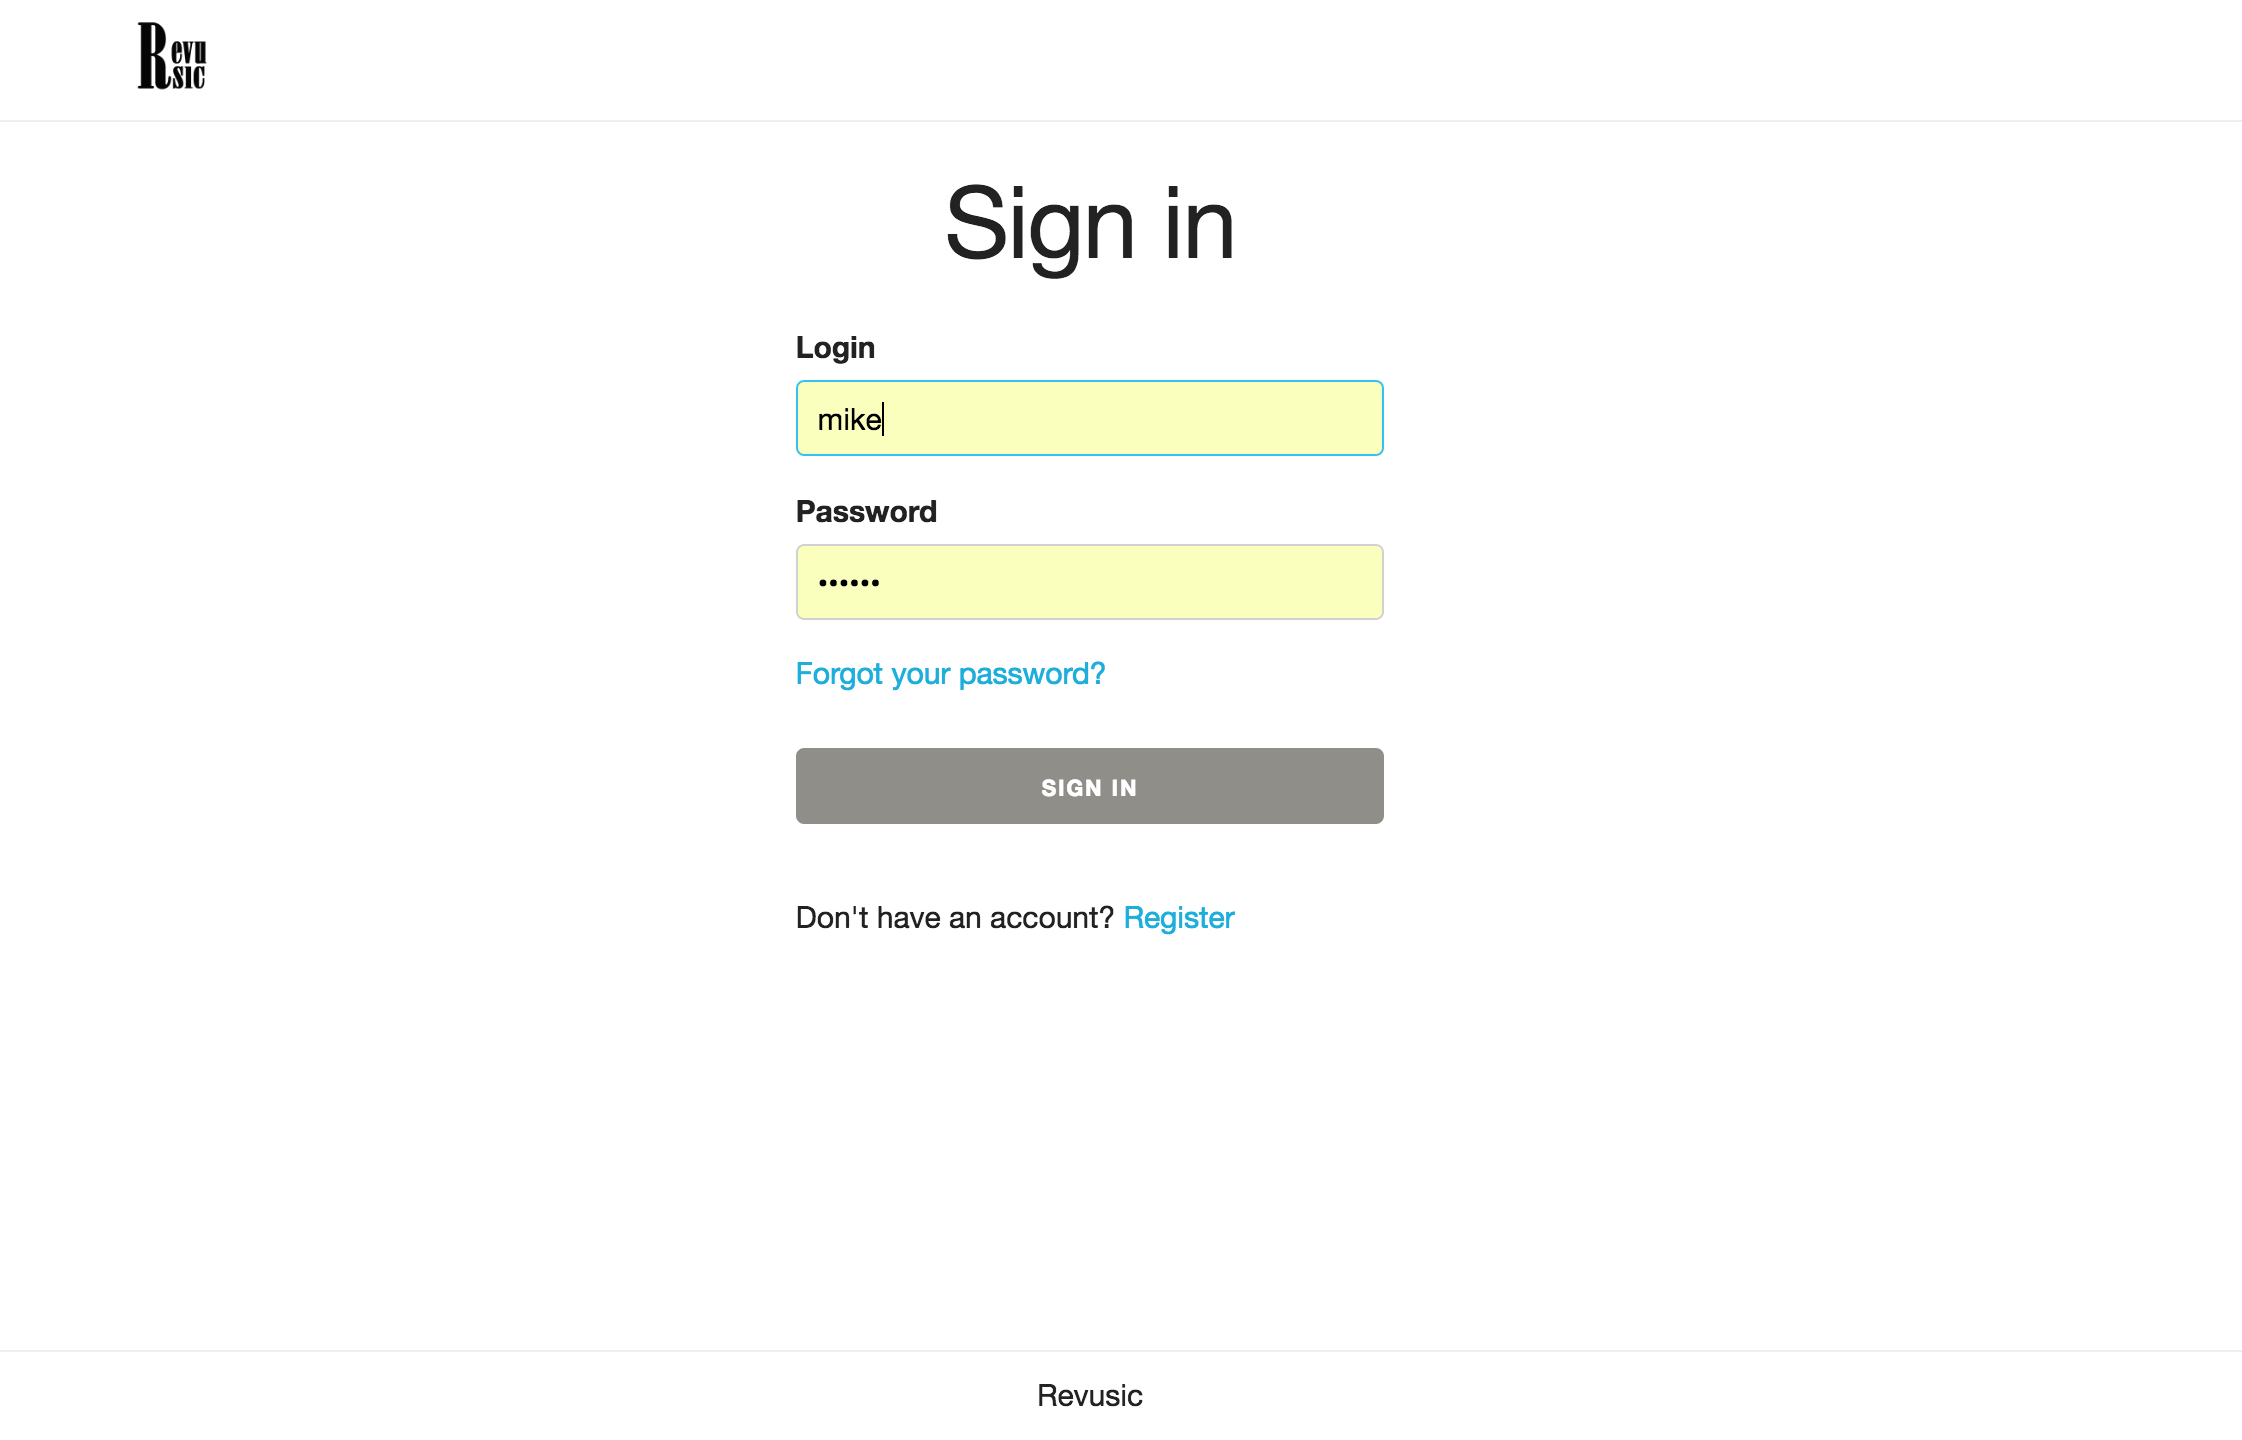 Revu
sic
Sign in
Login
mike
Password
••••••
Forgot your password?
SIGN IN
Don't have an account? Register
Revusic